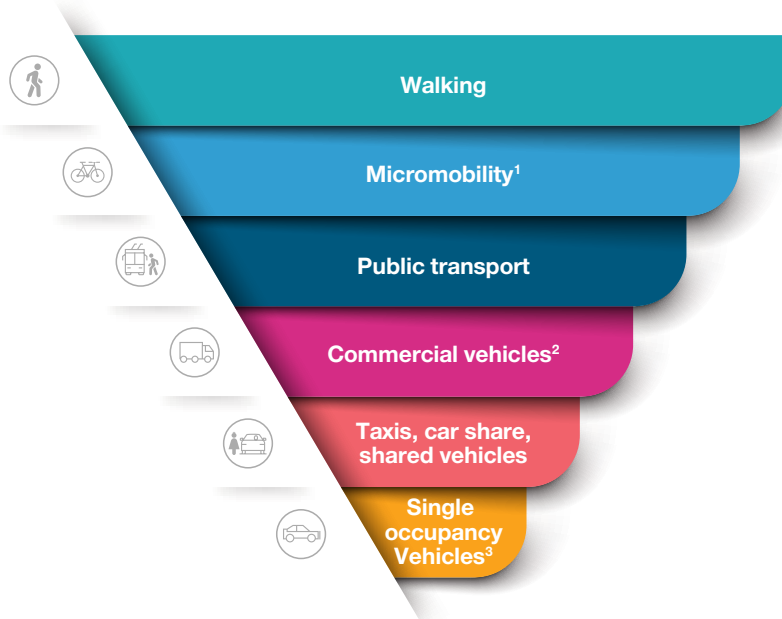 Walking
Micromobility¹
Public transport
Commercial vehicles²
Taxis, car share,
shared vehicles
Single
occupancy
Vehicles³